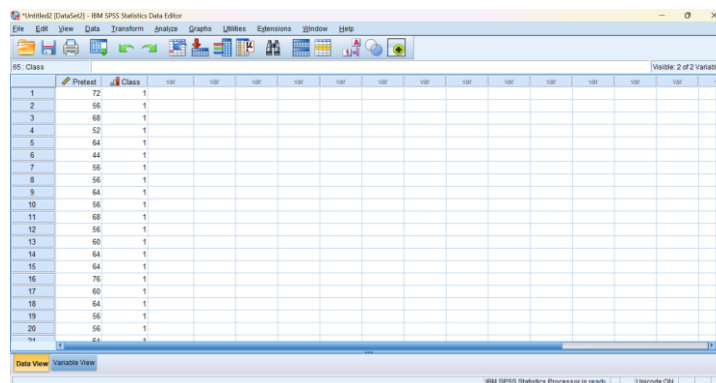 *Untitled2 [DataSet2] - IBM SPSS Statistics Data Editor
File Edit View Data Transform Analyze Graphs Utilities Extensions Window Help
65 : Class Visible: 2 of 2 Variabl
Pretest Class var var var var var var var var var var var var
1 72 1
2 56 1
3 68 1
4 52 1
5 64 1
6 44 1
7 56 1
8 56 1
9 64 1
10 56 1
11 68 1
12 56 1
13 60 1
14 64 1
15 64 1
16 76 1
17 60 1
18 64 1
19 56 1
20 56 1
21 64 1
Data View Variable View
IBM SPSS Statistics Processor is ready Unicode:ON